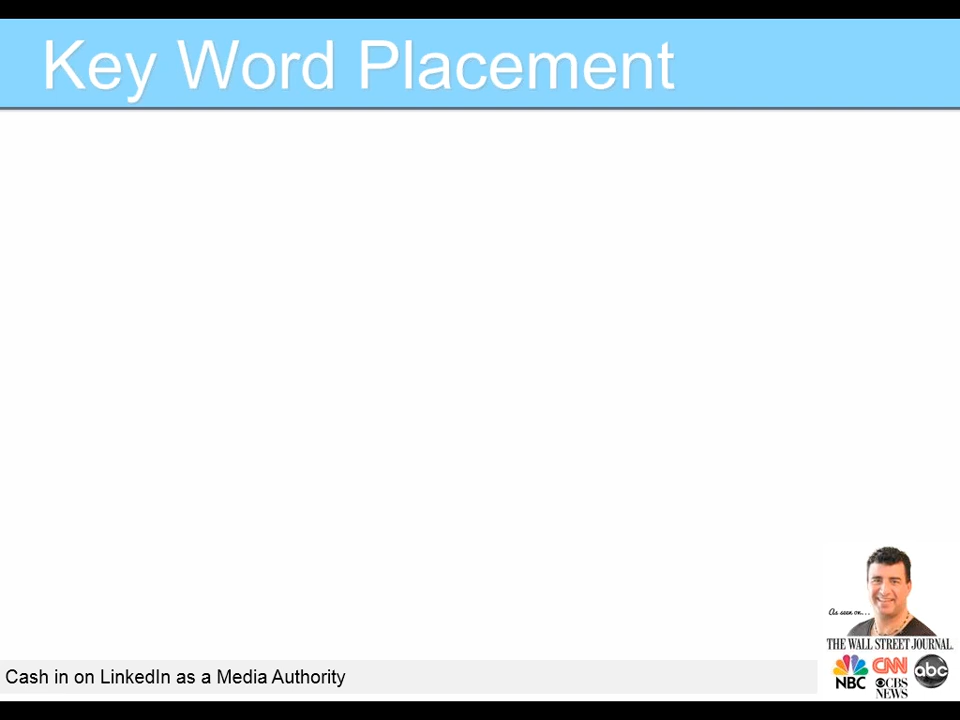 Key Word Placement
As seen on...
THE WALL STREET JOURNAL.
NBC
CNN
CBS
NEWS
abc
Cash in on LinkedIn as a Media Authority